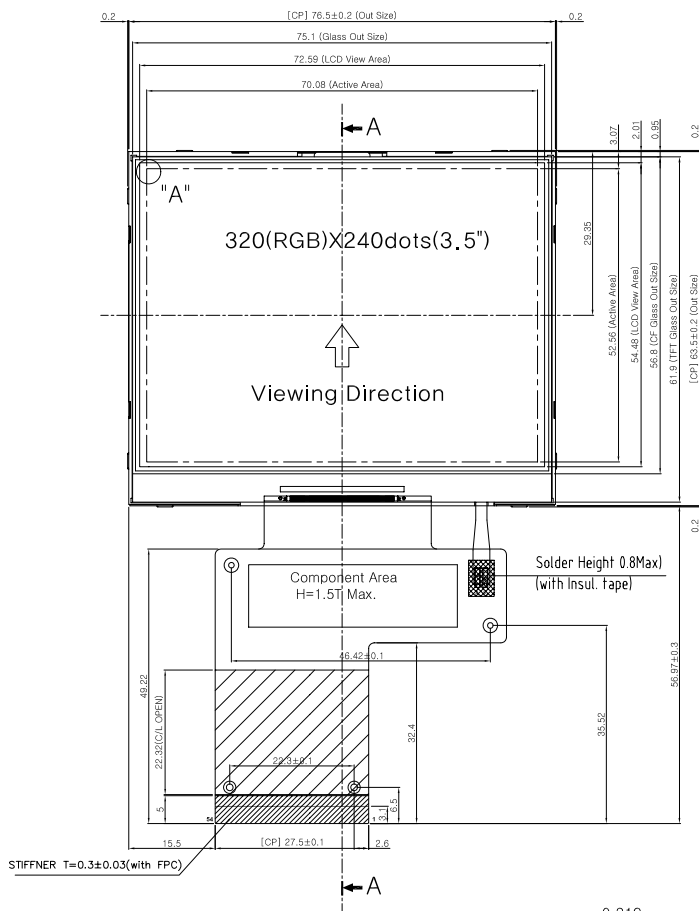 [CP] 76.5±0.2 (Out Size)
0.2
0.2
75.1 (Glass Out Size)
72.59 (LCD View Area)
70.08 (Active Area)
A
3.07
2.01
0.95
0.2
"A"
320(RGB)X240dots(3.5")
29.35
52.56 (Active Area)
54.48 (LCD View Area)
56.8 (CF Glass Out Size)
61.9 (TFT Glass Out Size)
[CP] 63.5±0.2 (Out Size)
Viewing Direction
0.2
Solder Height 0.8Max)
(with Insul. tape)
Component Area
H=1.5T Max.
46.42±0.1
49.22
22.32(C/L OPEN)
32.4
35.52
56.97±0.3
22.3±0.1
5
6.5
3.1
54
1
15.5
[CP] 27.5±0.1
2.6
STIFFNER T=0.3±0.03(with FPC)
A